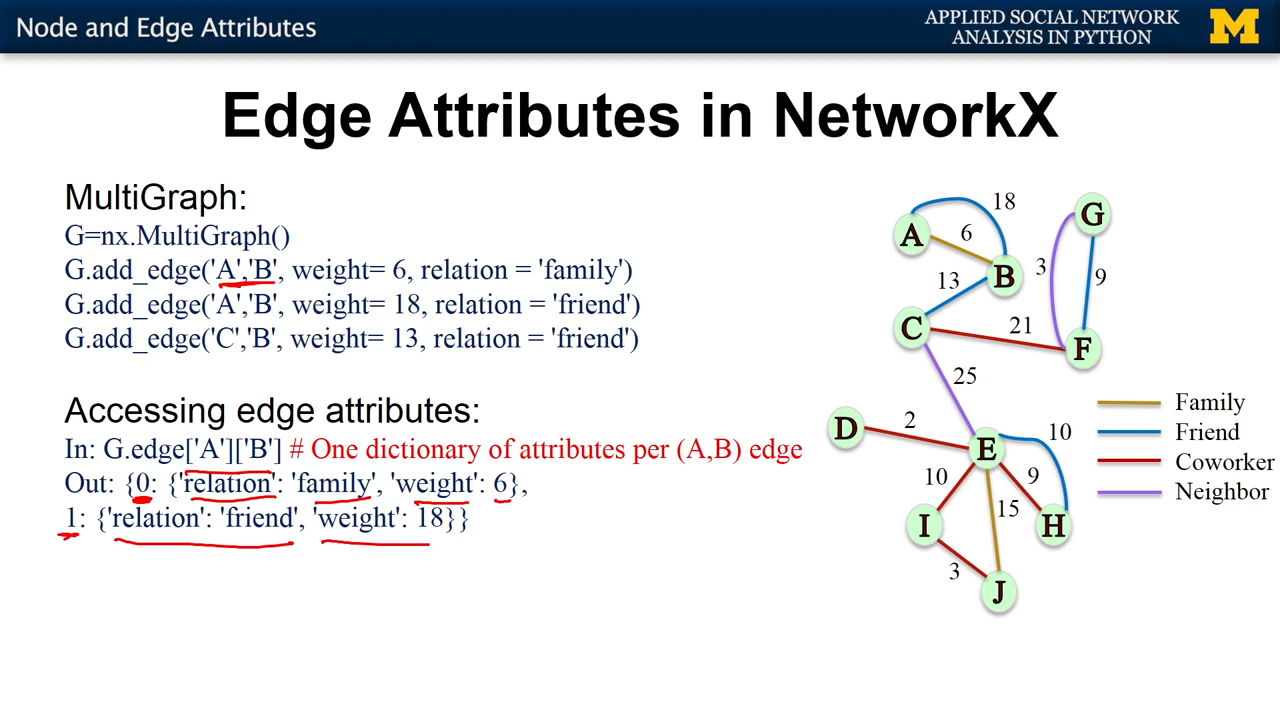 Node and Edge Attributes
APPLIED SOCIAL NETWORK
ANALYSIS IN PYTHON
M
Edge Attributes in NetworkX
MultiGraph:
G=nx.MultiGraph()
G.add_edge('A','B', weight= 6, relation = 'family')
G.add_edge('A','B', weight= 18, relation = 'friend')
G.add_edge('C','B', weight= 13, relation = 'friend')
Accessing edge attributes:
In: G.edge['A']['B'] # One dictionary of attributes per (A,B) edge
Out: {0: {'relation': 'family', 'weight': 6},
1: {'relation': 'friend', 'weight': 18}}
18
G
A
6
3
B
9
13
C
21
F
25
D
2
E
10
10
9
15
I
H
3
J
Family
Friend
Coworker
Neighbor